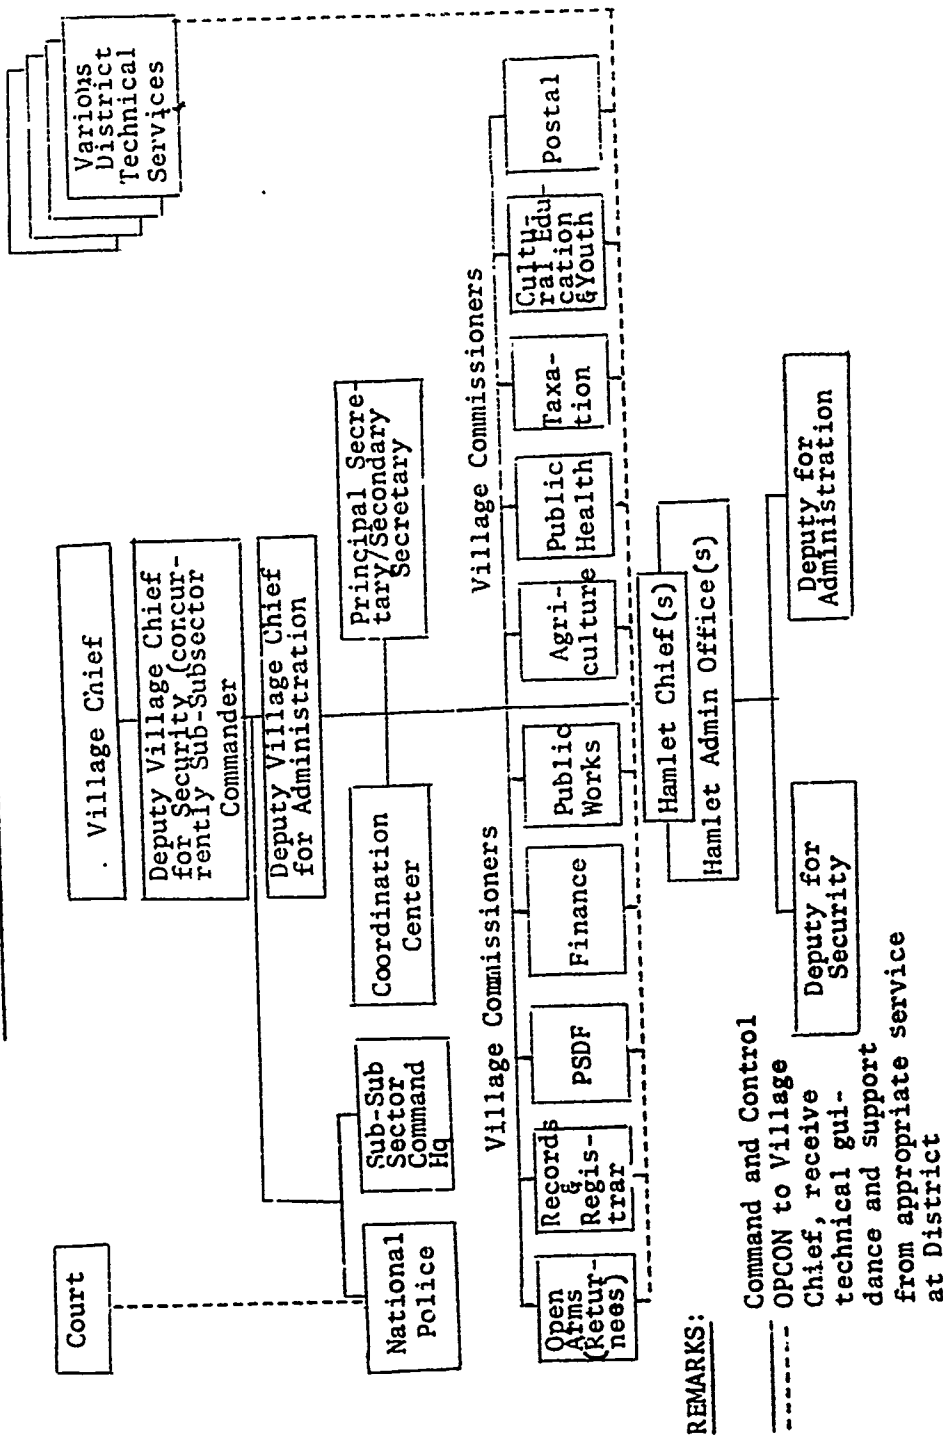 Court
. Village Chief
Deputy Village Chief
for Security (concur-
rently Sub-Subsector
Commander
Deputy Village Chief
for Administration
Various
District
Technical
Services
National
Police
Sub-Sub
Sector
Command
Hq
Coordination
Center
Principal Secre-
tary/Secondary
Secretary
Village Commissioners
Village Commissioners
Open
Arms
(Retur-
nees)
Records
&
Regis-
trar
PSDF
Finance
Public
Works
Agri-
culture
Public
Health
Taxa-
tion
Cultu-
ral Edu-
cation
&Youth
Postal
Hamlet Chief(s)
Hamlet Admin Office(s)
Deputy for
Security
Deputy for
Administration
REMARKS:
Command and Control
OPCON to Village
Chief, receive
technical gui-
dance and support
from appropriate service
at District